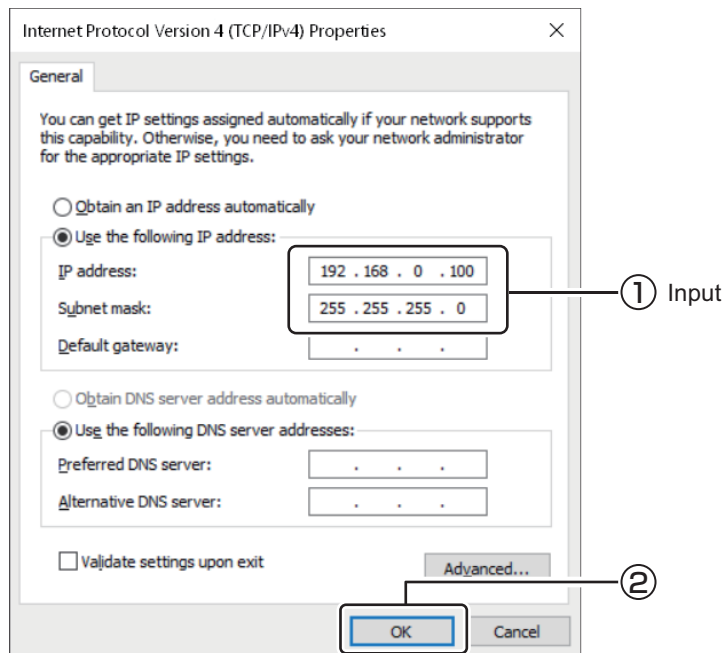 Internet Protocol Version 4 (TCP/IPv4) Properties
General
You can get IP settings assigned automatically if your network supports
this capability. Otherwise, you need to ask your network administrator
for the appropriate IP settings.
Obtain an IP address automatically
Use the following IP address:
IP address: 192 . 168 . 0 . 100
① Input
Subnet mask: 255 . 255 . 255 . 0
Default gateway: . . .
Obtain DNS server address automatically
Use the following DNS server addresses:
Preferred DNS server: . . .
Alternative DNS server: . . .
Validate settings upon exit
Advanced...
②
OK Cancel